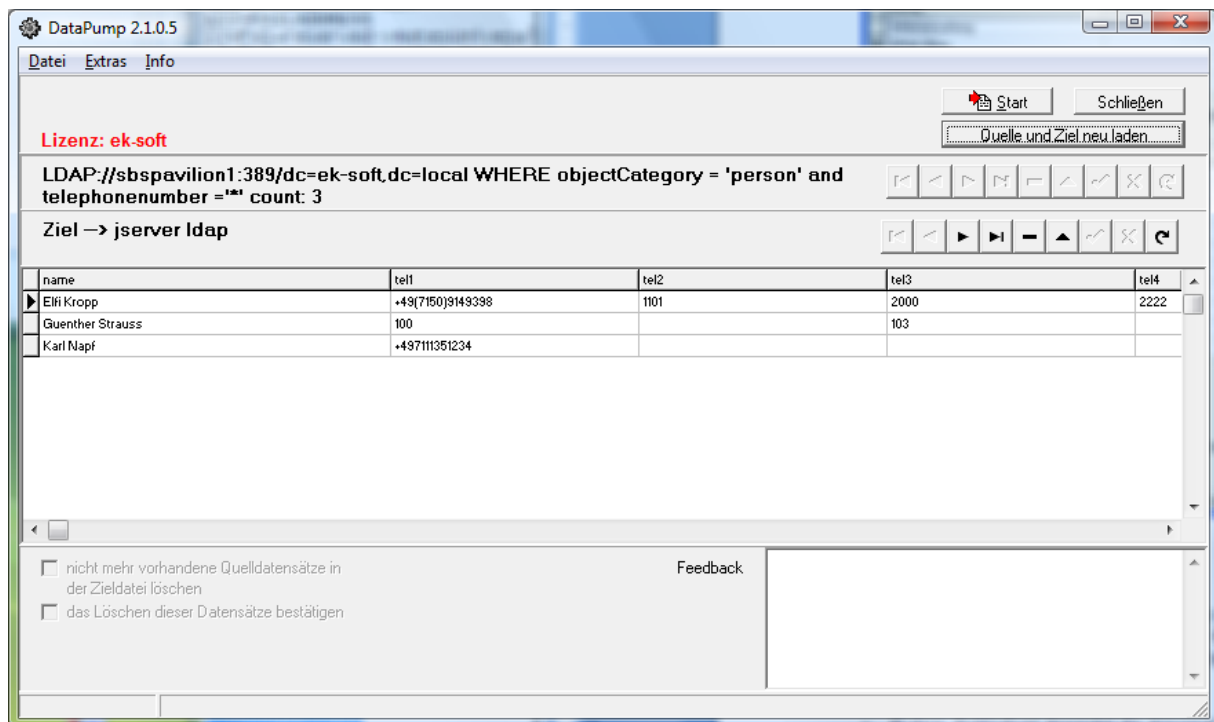 DataPump 2.1.0.5
Datei Extras Info
Start Schließen
Lizenz: ek-soft
Quelle und Ziel neu laden
LDAP://sbspavilion1:389/dc=ek-soft,dc=local WHERE objectCategory = 'person' and
telephonenumber ='*' count: 3
Ziel --> jserver ldap
name tel1 tel2 tel3 tel4
Elfi Kropp +49(7150)9149398 1101 2000 2222
Guenther Strauss 100 103
Karl Napf +497111351234
nicht mehr vorhandene Quelldatensätze in
der Zieldatei löschen
Feedback
das Löschen dieser Datensätze bestätigen